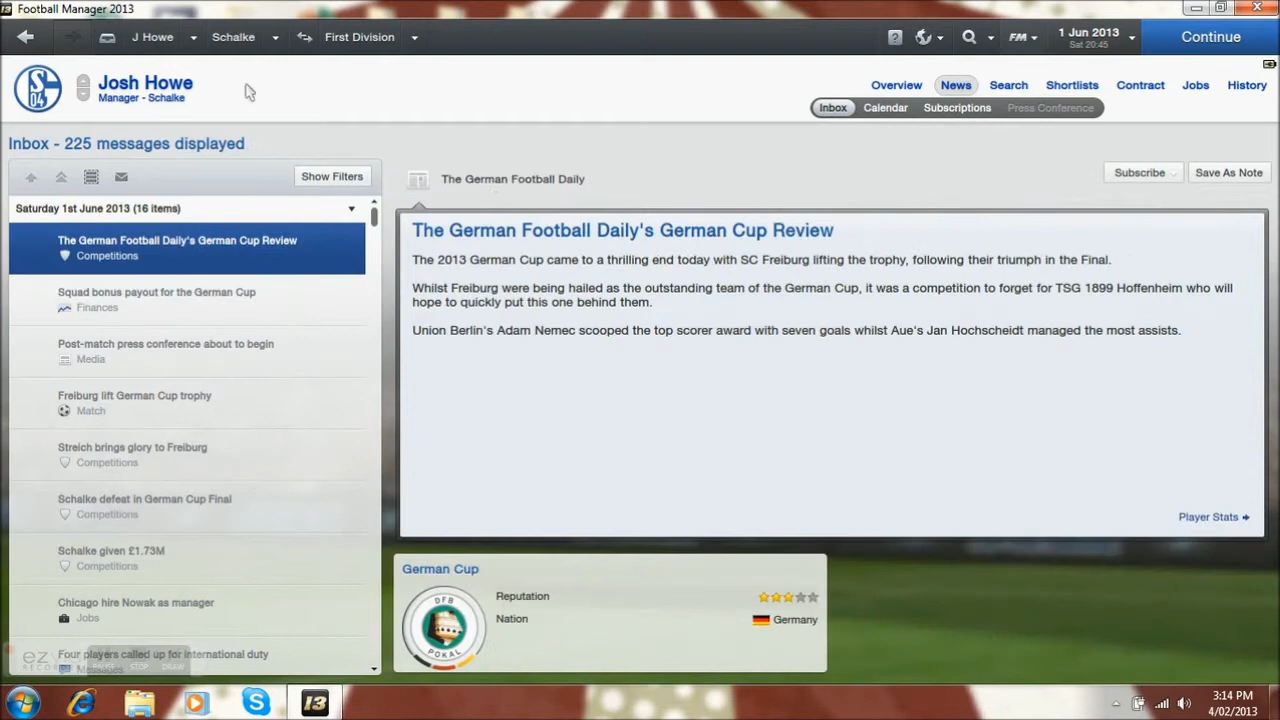 Football Manager 2013
J Howe
Schalke
First Division
FM
1 Jun 2013
Sat 20:45
Continue
Josh Howe
Manager - Schalke
Overview
News
Search
Shortlists
Contract
Jobs
History
Inbox
Calendar
Subscriptions
Press Conference
Inbox - 225 messages displayed
Show Filters
Saturday 1st June 2013 (16 items)
The German Football Daily's German Cup Review
Competitions
Squad bonus payout for the German Cup
Finances
Post-match press conference about to begin
Media
Freiburg lift German Cup trophy
Match
Streich brings glory to Freiburg
Competitions
Schalke defeat in German Cup Final
Competitions
Schalke given £1.73M
Competitions
Chicago hire Nowak as manager
Jobs
Four players called up for international duty
Messages
The German Football Daily
Subscribe
Save As Note
The German Football Daily's German Cup Review
The 2013 German Cup came to a thrilling end today with SC Freiburg lifting the trophy, following their triumph in the Final.
Whilst Freiburg were being hailed as the outstanding team of the German Cup, it was a competition to forget for TSG 1899 Hoffenheim who will
hope to quickly put this one behind them.
Union Berlin's Adam Nemec scooped the top scorer award with seven goals whilst Aue's Jan Hochscheidt managed the most assists.
Player Stats
German Cup
DFB
POKAL
Reputation
Nation
Germany
PAUSE STOP DRAW
13
3:14 PM
4/02/2013